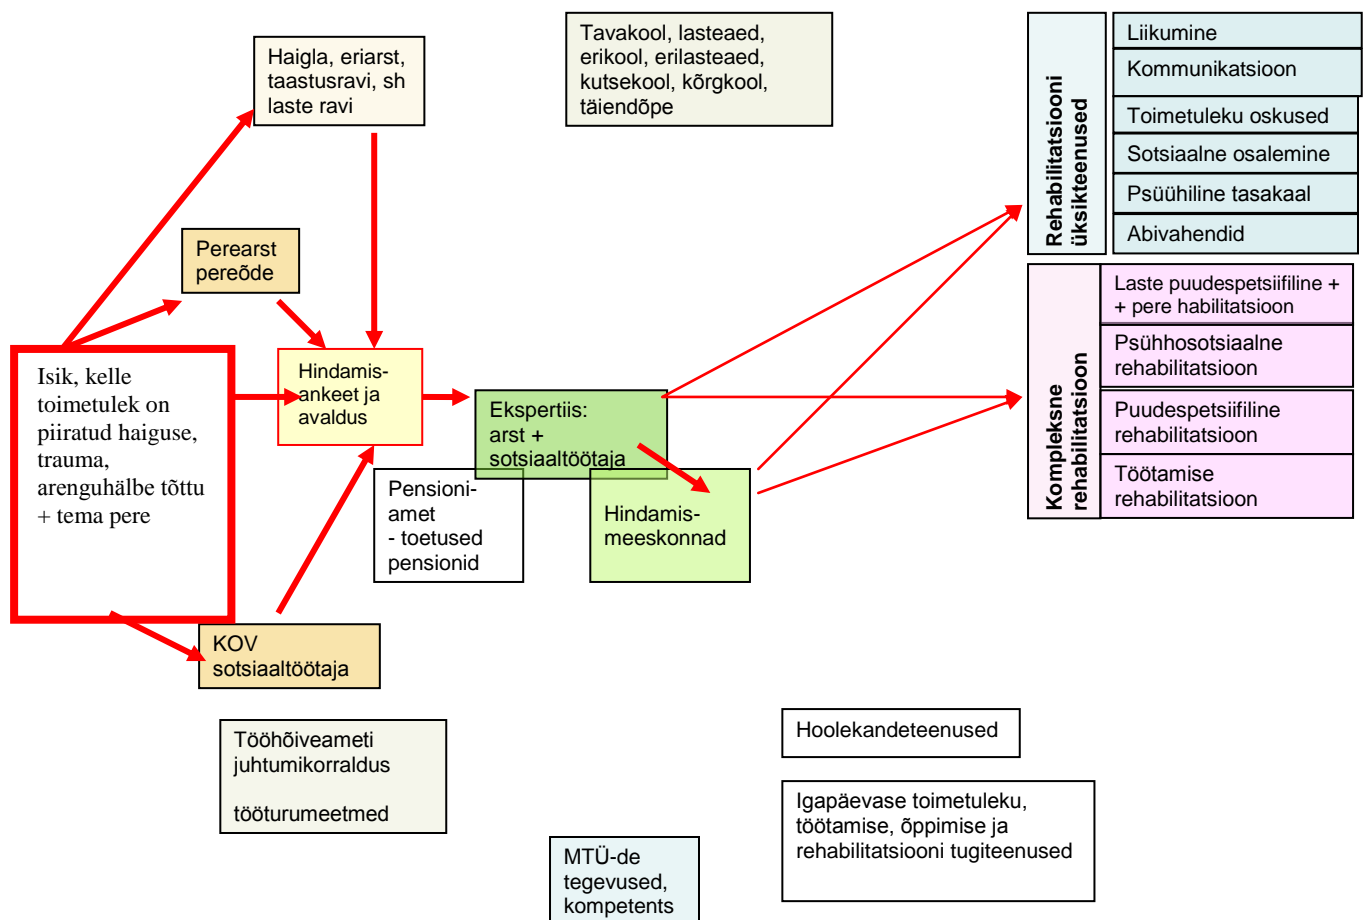 Haigla, eriarst,
taastusravi, sh
laste ravi
Tavakool, lasteaed,
erikool, erilasteaed,
kutsekool, kõrgkool,
täiendõpe
Rehabilitatsiooni
üksikteenused
Liikumine
Kommunikatsioon
Toimetuleku oskused
Sotsiaalne osalemine
Psüühiline tasakaal
Abivahendid
Perearst
pereõde
Kompleksne
rehabilitatsioon
Laste puudespetsiifiline +
+ pere habilitatsioon
Psühhosotsiaalne
rehabilitatsioon
Puudespetsiifiline
rehabilitatsioon
Töötamise
rehabilitatsioon
Isik, kelle
toimetulek on
piiratud haiguse,
trauma,
arenguhälbe tõttu
+ tema pere
Hindamis-
ankeet ja
avaldus
Ekspertiis:
arst +
sotsiaaltöötaja
Pensioni-
amet
- toetused
pensionid
Hindamis-
meeskonnad
KOV
sotsiaaltöötaja
Tööhõiveameti
juhtumikorraldus
tööturumeetmed
Hoolekandeteenused
Igapäevase toimetuleku,
töötamise, õppimise ja
rehabilitatsiooni tugiteenused
MTÜ-de
tegevused,
kompetents